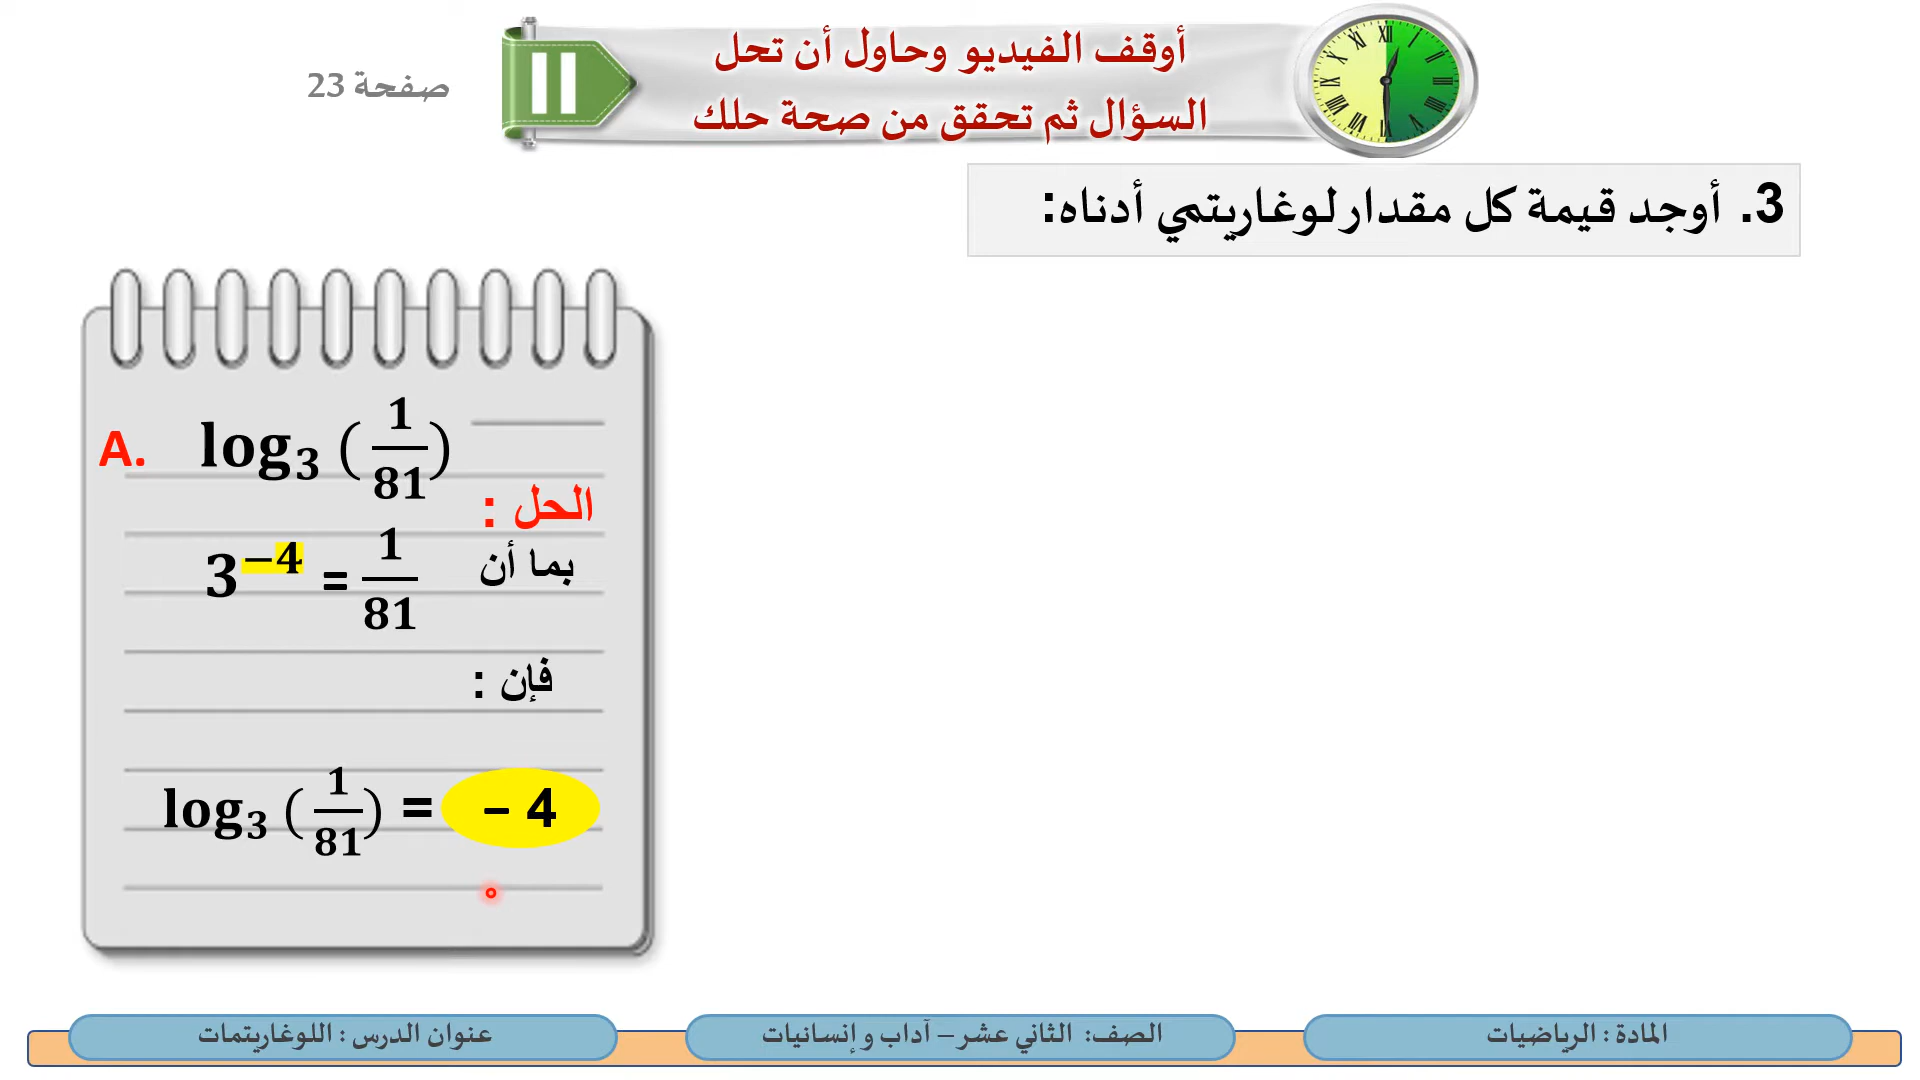 أوقف الفيديو وحاول أن تحل
السؤال ثم تحقق من صحة حلك
صفحة 23
3. أوجد قيمة كل مقدار لوغاريتمي أدناه:
A. log₃ (1/81)
الحل :
بما أن 3⁻⁴ = 1/81
فإن :
log₃ (1/81) = – 4
المادة : الرياضيات
الصف: الثاني عشر – آداب و إنسانيات
عنوان الدرس : اللوغاريتمات